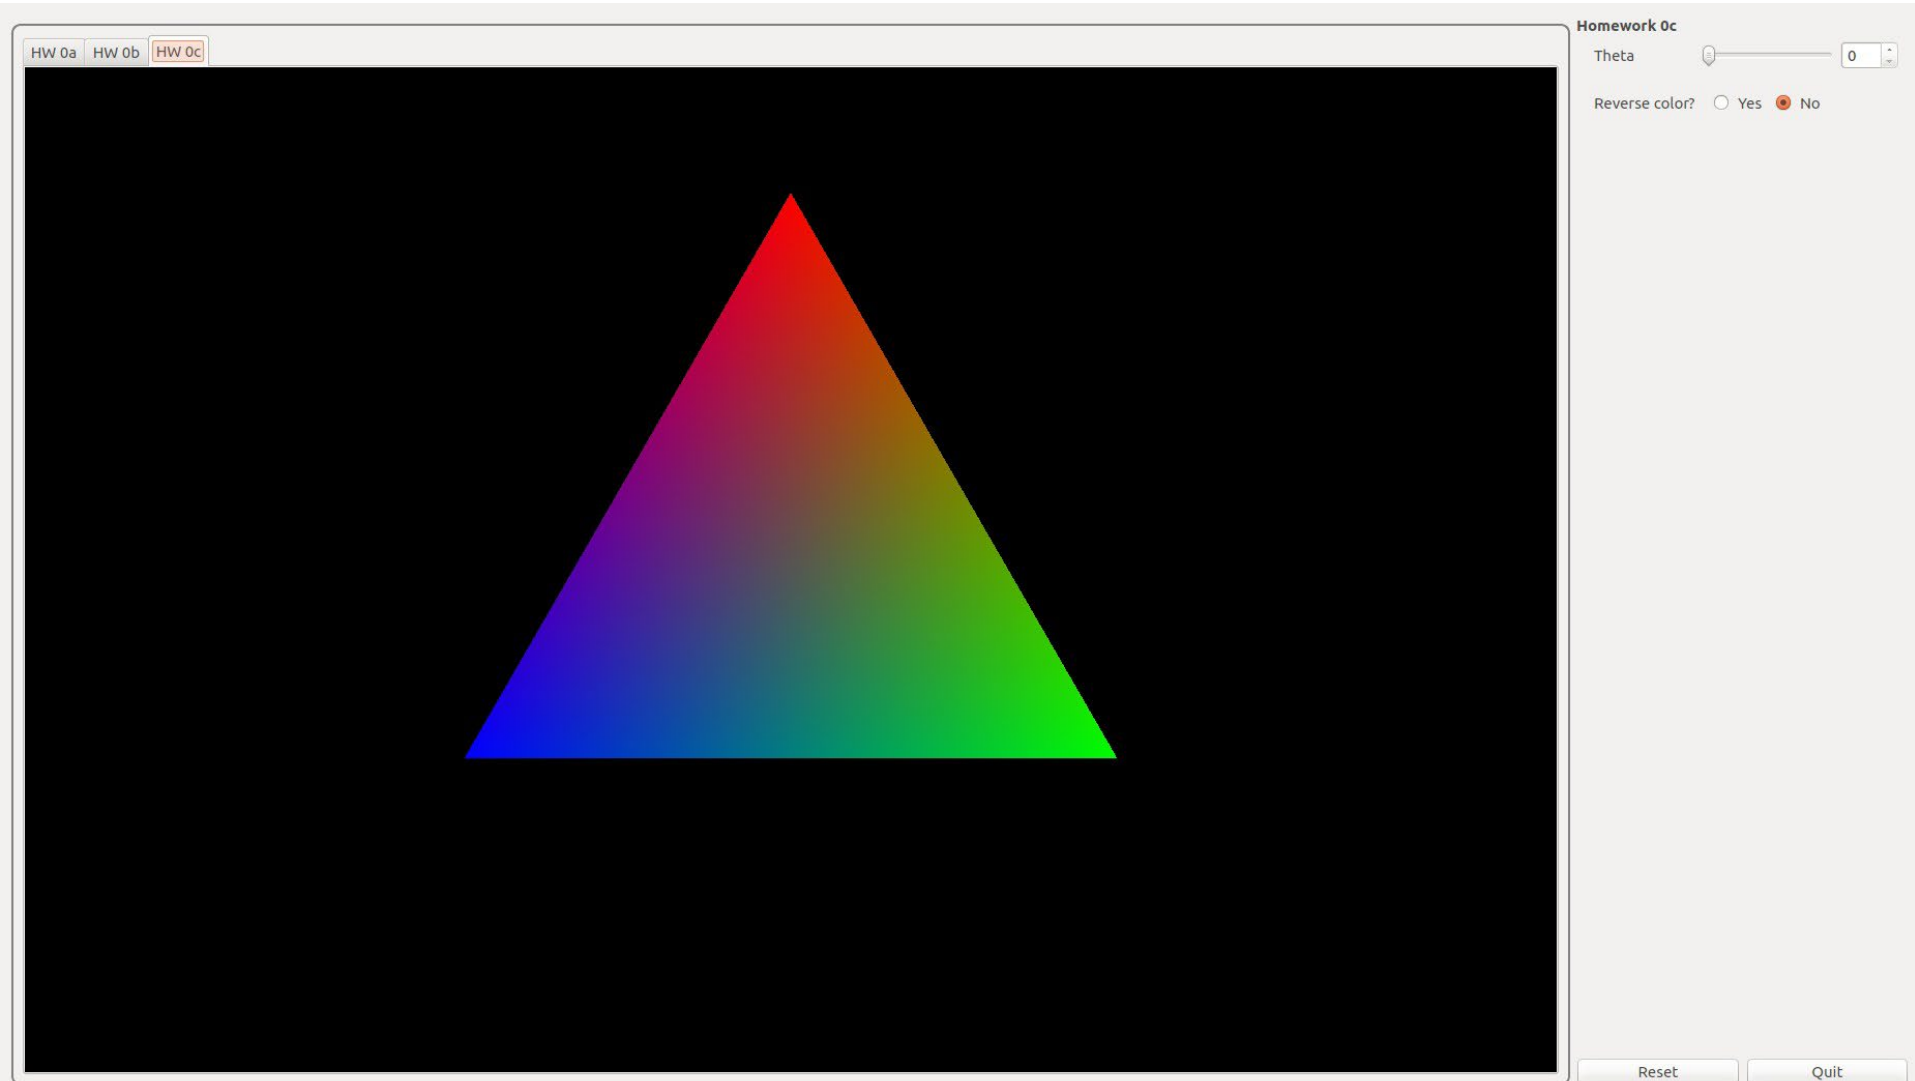 HW 0a HW 0b HW 0c
Homework 0c
Theta 0
Reverse color? Yes No
Reset Quit